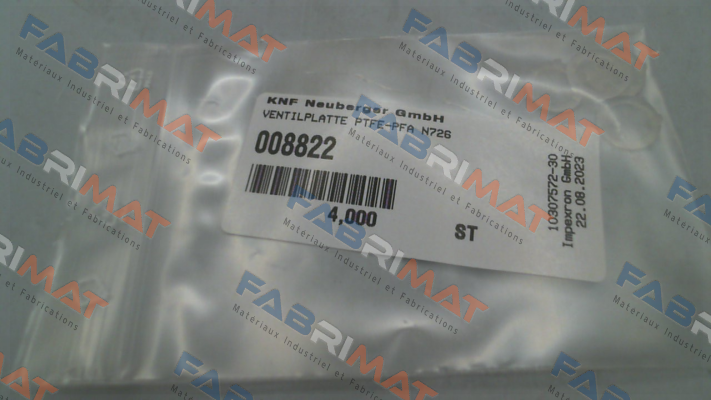 KNF Neuberger GmbH
VENTILPLATTE PTFE-PFA N726
008822
4,000
ST
10307572-30
Impexron GmbH
22.08.2023
FABRIMAT
Materiaux Industriel et Fabrications